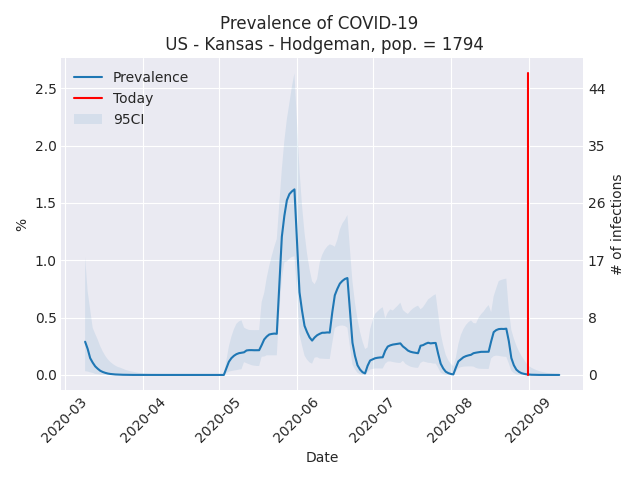 Prevalence of COVID-19
US - Kansas - Hodgeman, pop. = 1794
Prevalence
Today
95CI
2.5
2.0
1.5
1.0
0.5
0.0
%
44
35
26
17
8
0
# of infections
2020-03
2020-04
2020-05
2020-06
2020-07
2020-08
2020-09
Date